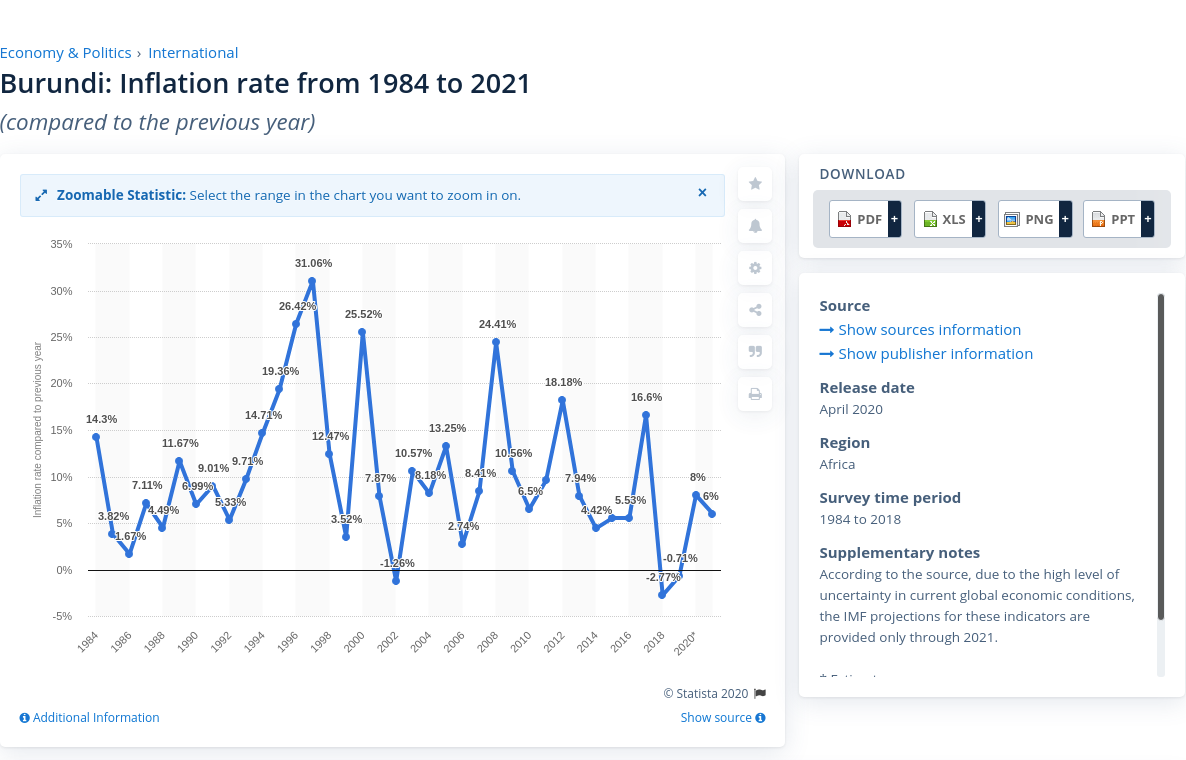 Economy & Politics › International
Burundi: Inflation rate from 1984 to 2021
(compared to the previous year)
Zoomable Statistic: Select the range in the chart you want to zoom in on. ×
Inflation rate compared to previous year
35%
30%
25%
20%
15%
10%
5%
0%
-5%
14.3%
3.82%
1.67%
7.11%
4.49%
11.67%
6.99%
9.01%
5.33%
9.71%
14.71%
19.36%
26.42%
31.06%
12.47%
3.52%
25.52%
7.87%
-1.26%
10.57%
8.18%
13.25%
2.74%
8.41%
24.41%
10.56%
6.5%
18.18%
7.94%
4.42%
5.53%
16.6%
-2.77%
-0.71%
8%
6%
1984 1986 1988 1990 1992 1994 1996 1998 2000 2002 2004 2006 2008 2010 2012 2014 2016 2018 2020*
© Statista 2020
Additional Information
Show source
DOWNLOAD
PDF + XLS + PNG + PPT +
Source
Show sources information
Show publisher information
Release date
April 2020
Region
Africa
Survey time period
1984 to 2018
Supplementary notes
According to the source, due to the high level of
uncertainty in current global economic conditions,
the IMF projections for these indicators are
provided only through 2021.